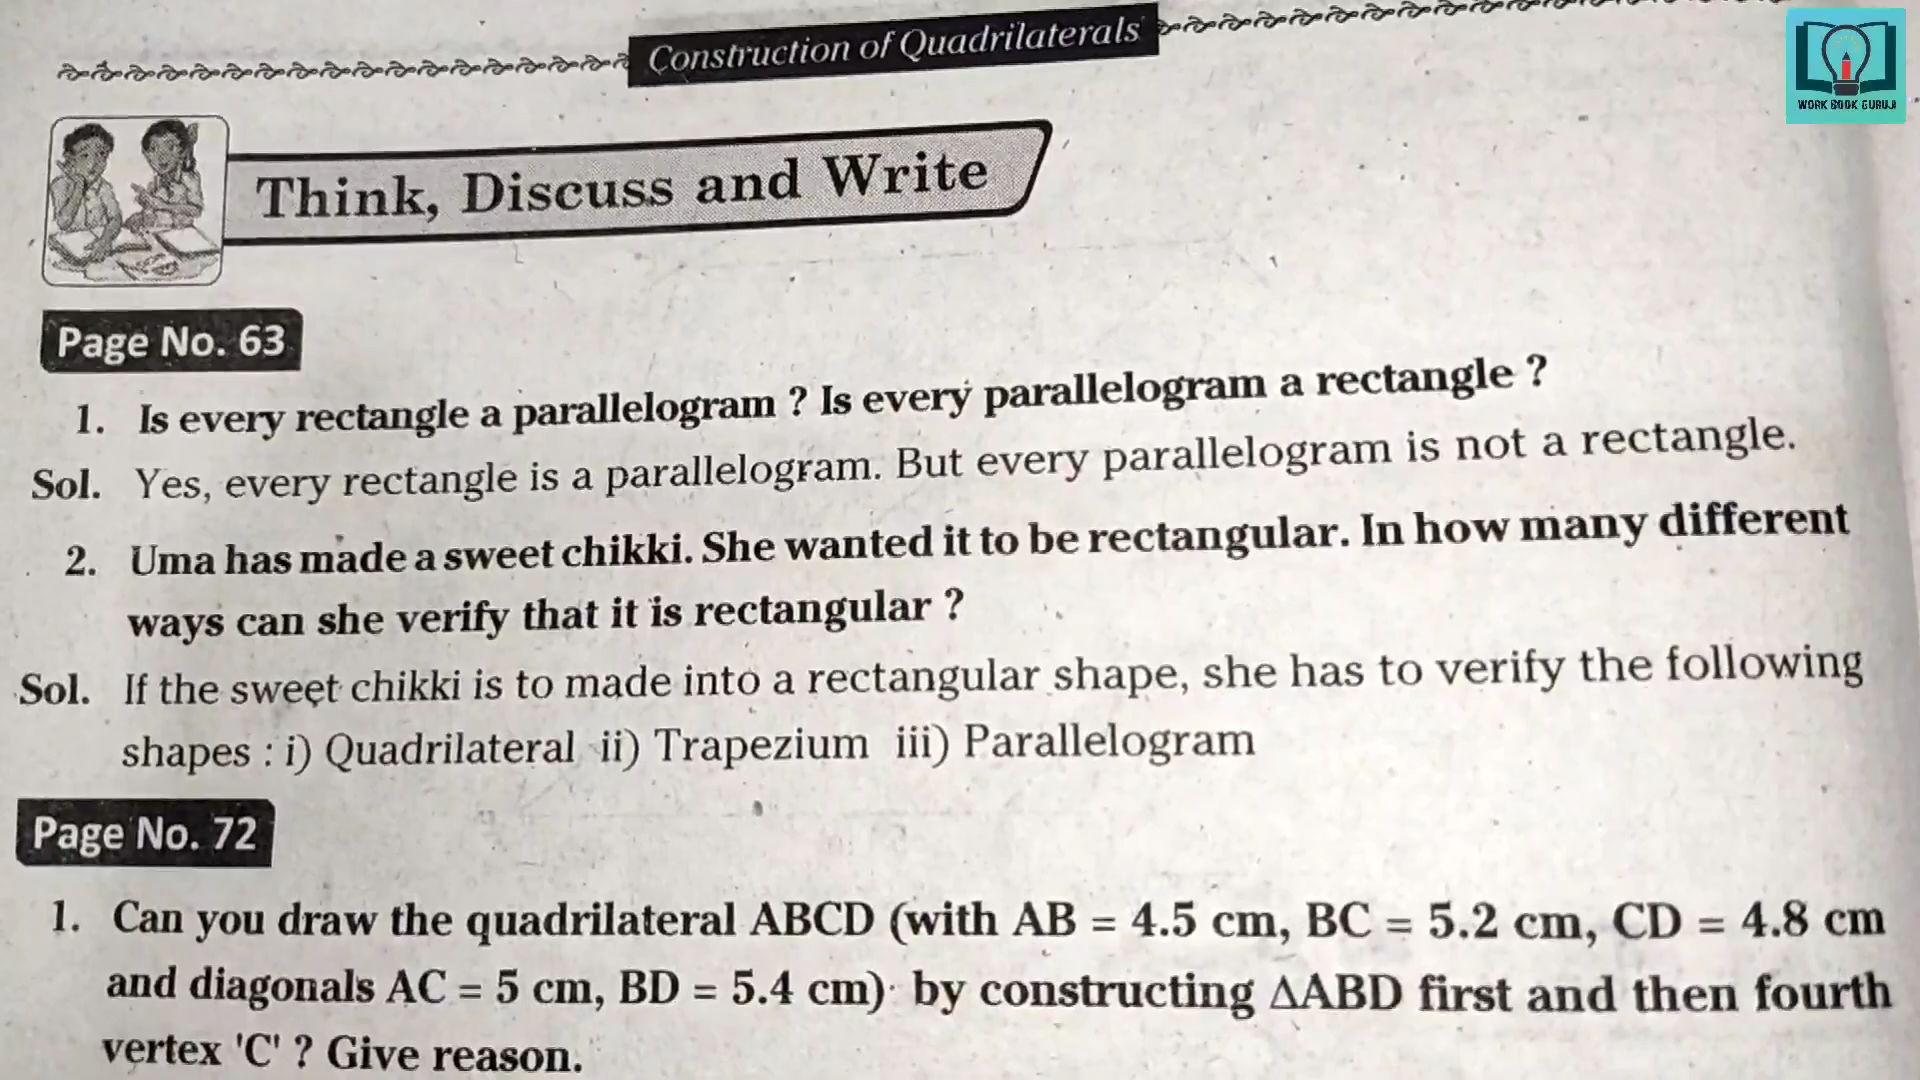 Construction of Quadrilaterals
WORK BOOK GURUJI
Think, Discuss and Write
Page No. 63
1. Is every rectangle a parallelogram ? Is every parallelogram a rectangle ?
Sol. Yes, every rectangle is a parallelogram. But every parallelogram is not a rectangle.
2. Uma has made a sweet chikki. She wanted it to be rectangular. In how many different
ways can she verify that it is rectangular ?
Sol. If the sweet chikki is to made into a rectangular shape, she has to verify the following
shapes : i) Quadrilateral ii) Trapezium iii) Parallelogram
Page No. 72
1. Can you draw the quadrilateral ABCD (with AB = 4.5 cm, BC = 5.2 cm, CD = 4.8 cm
and diagonals AC = 5 cm, BD = 5.4 cm) by constructing ΔABD first and then fourth
vertex 'C' ? Give reason.